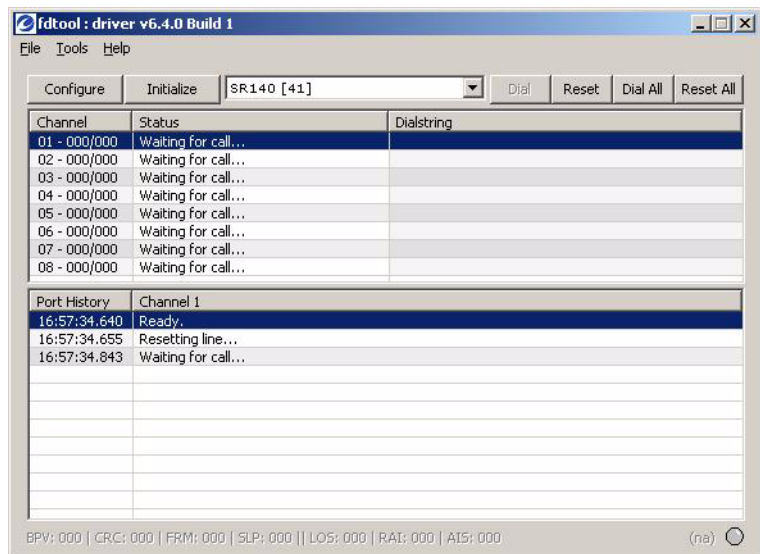 fdtool : driver v6.4.0 Build 1
File Tools Help
Configure Initialize SR140 [41] Dial Reset Dial All Reset All
Channel Status Dialstring
01 - 000/000 Waiting for call...
02 - 000/000 Waiting for call...
03 - 000/000 Waiting for call...
04 - 000/000 Waiting for call...
05 - 000/000 Waiting for call...
06 - 000/000 Waiting for call...
07 - 000/000 Waiting for call...
08 - 000/000 Waiting for call...
Port History Channel 1
16:57:34.640 Ready.
16:57:34.655 Resetting line...
16:57:34.843 Waiting for call...
BPV: 000 | CRC: 000 | FRM: 000 | SLP: 000 || LOS: 000 | RAI: 000 | AIS: 000 (na)